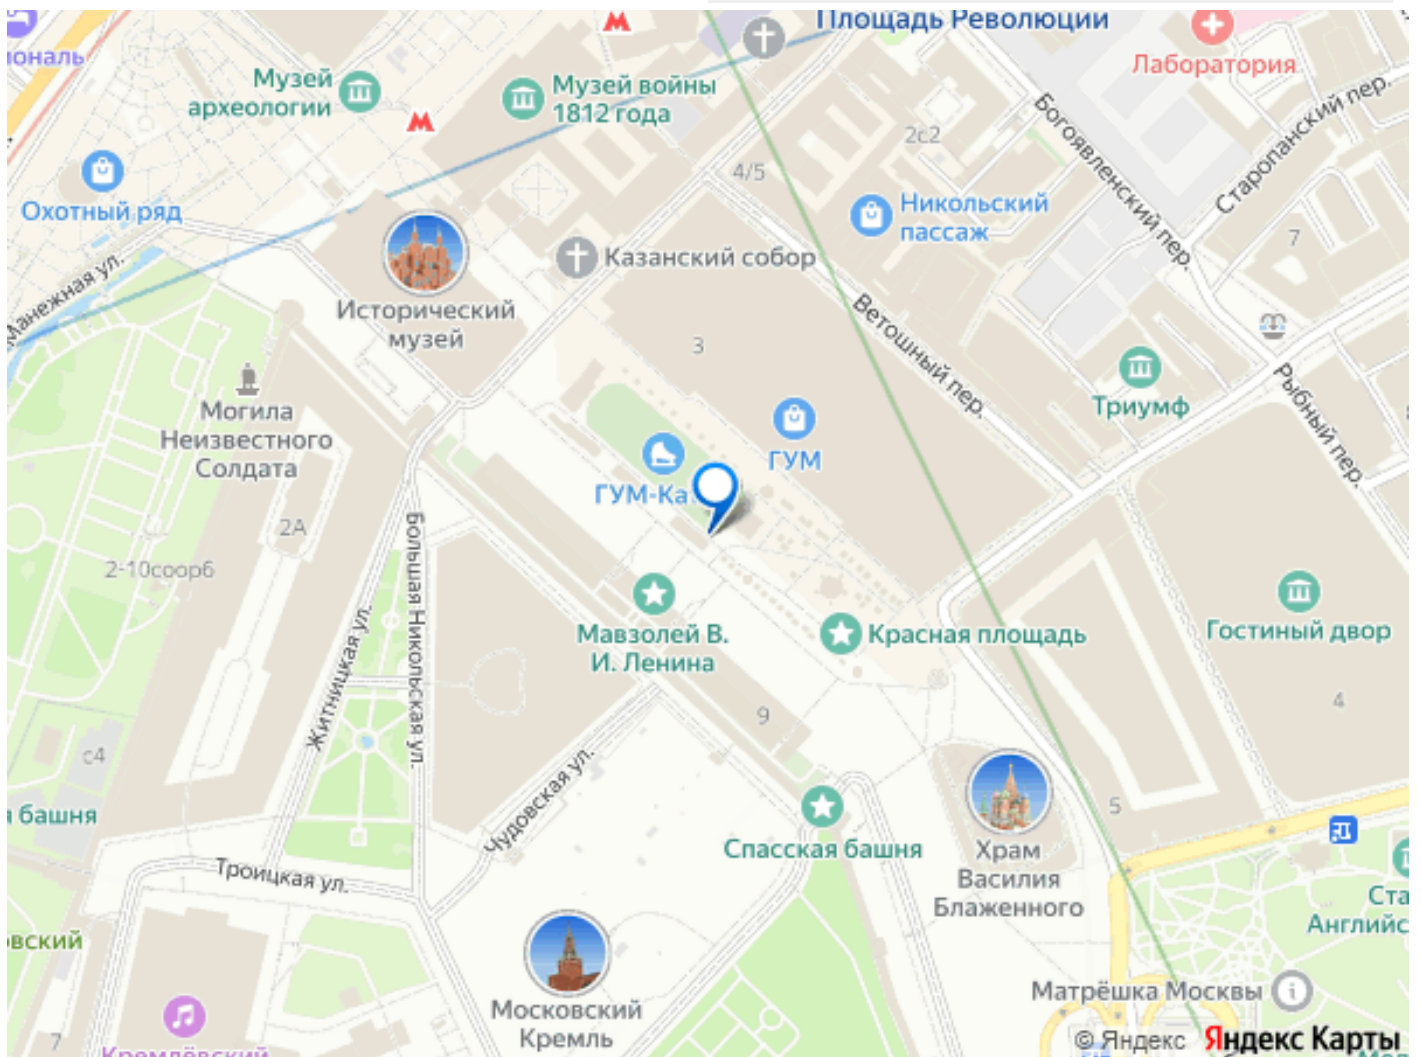 Площадь Революции
иональ
Лаборатория
Музей
археологии
Музей войны
1812 года
Старопанский пер.
Богоявленский пер.
2с2
4/5
Охотный ряд
Никольский
пассаж
7
Казанский собор
Манежная ул.
Исторический
музей
Ветошный пер.
3
Могила
Неизвестного
Солдата
Триумф
Рыбный пер.
ГУМ
ГУМ-Ка
2А
2-10соор6
Большая Никольская ул.
Житницкая ул.
Мавзолей В.
И. Ленина
Красная площадь
Гостиный двор
4
9
с4
я башня
Чудовская ул.
5
Спасская башня
Храм
Василия
Блаженного
Троицкая ул.
Ста
Английс
овский
Московский
Кремль
Матрёшка Москвы
7
Кремлёвский
© Яндекс Яндекс Карты